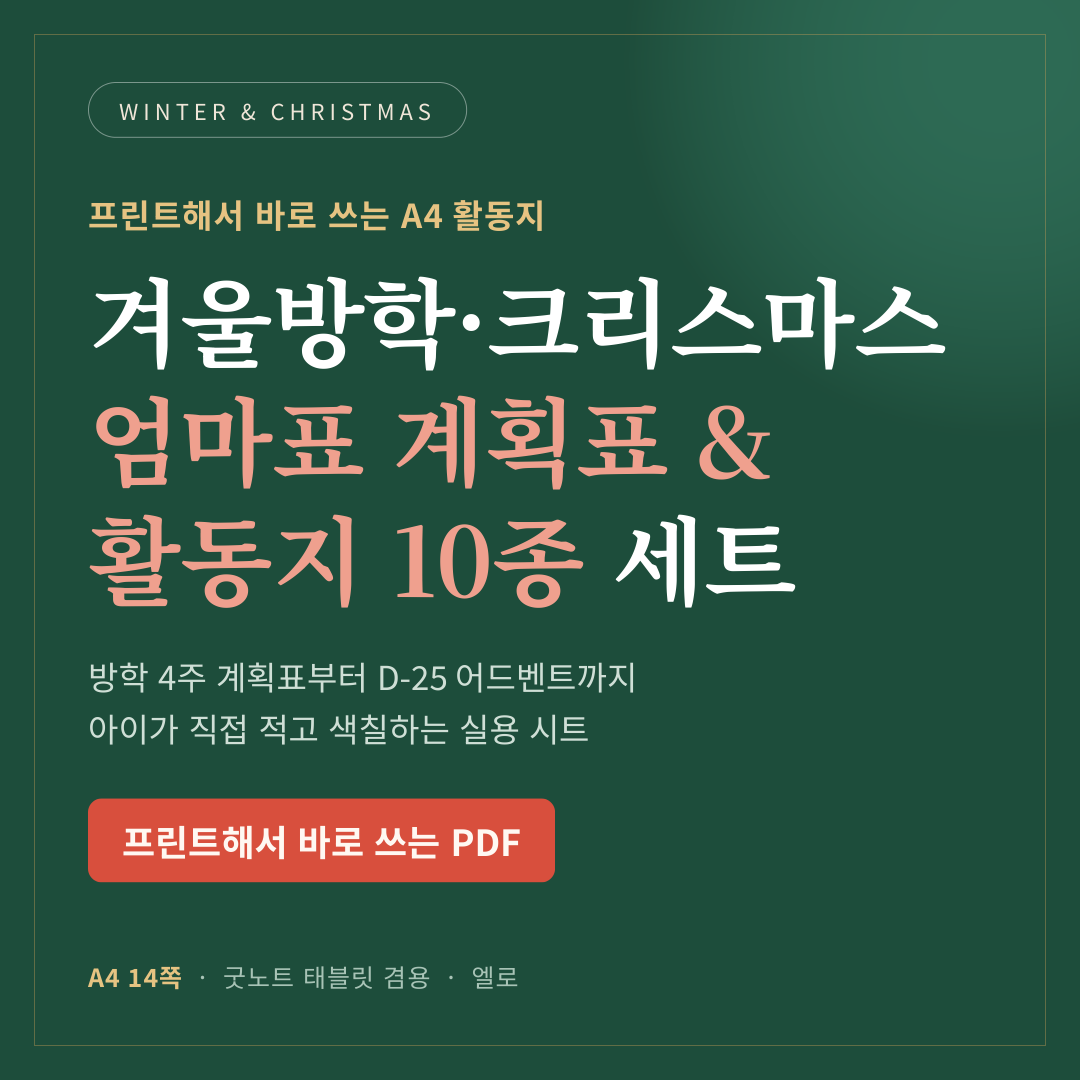 WINTER & CHRISTMAS
프린트해서 바로 쓰는 A4 활동지
겨울방학·크리스마스
엄마표 계획표 &
활동지 10종 세트
방학 4주 계획표부터 D-25 어드벤트까지
아이가 직접 적고 색칠하는 실용 시트
프린트해서 바로 쓰는 PDF
A4 14쪽 · 굿노트 태블릿 겸용 · 엘로